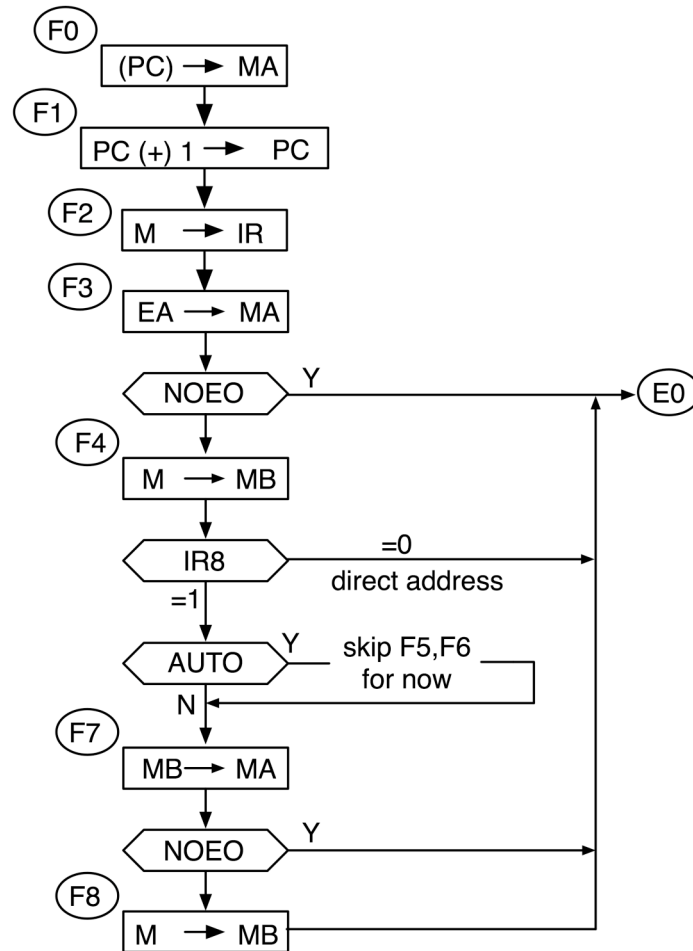 F0
(PC) → MA
F1
PC (+) 1 → PC
F2
M → IR
F3
EA → MA
NOEO
Y
E0
F4
M → MB
IR8
=0
direct address
=1
AUTO
Y
skip F5,F6
for now
N
F7
MB → MA
NOEO
Y
F8
M → MB